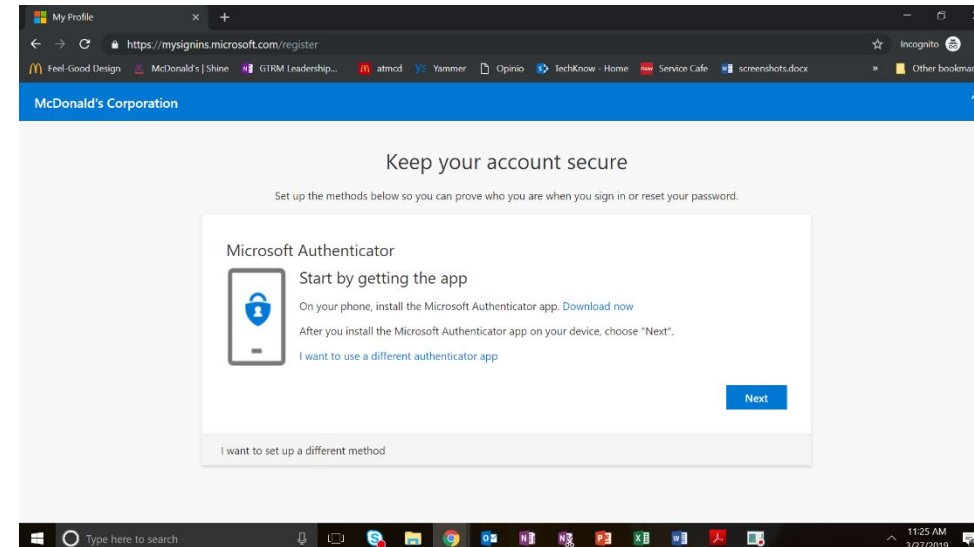 My Profile
https://mysignins.microsoft.com/register
Incognito
Feel-Good Design McDonald's | Shine GTRM Leadership... atmcd Yammer Opinio TechKnow - Home Service Cafe screenshots.docx » Other bookmar
McDonald's Corporation
Keep your account secure
Set up the methods below so you can prove who you are when you sign in or reset your password.
Microsoft Authenticator
Start by getting the app
On your phone, install the Microsoft Authenticator app. Download now
After you install the Microsoft Authenticator app on your device, choose "Next".
I want to use a different authenticator app
Next
I want to set up a different method
Type here to search
11:25 AM
3/27/2019